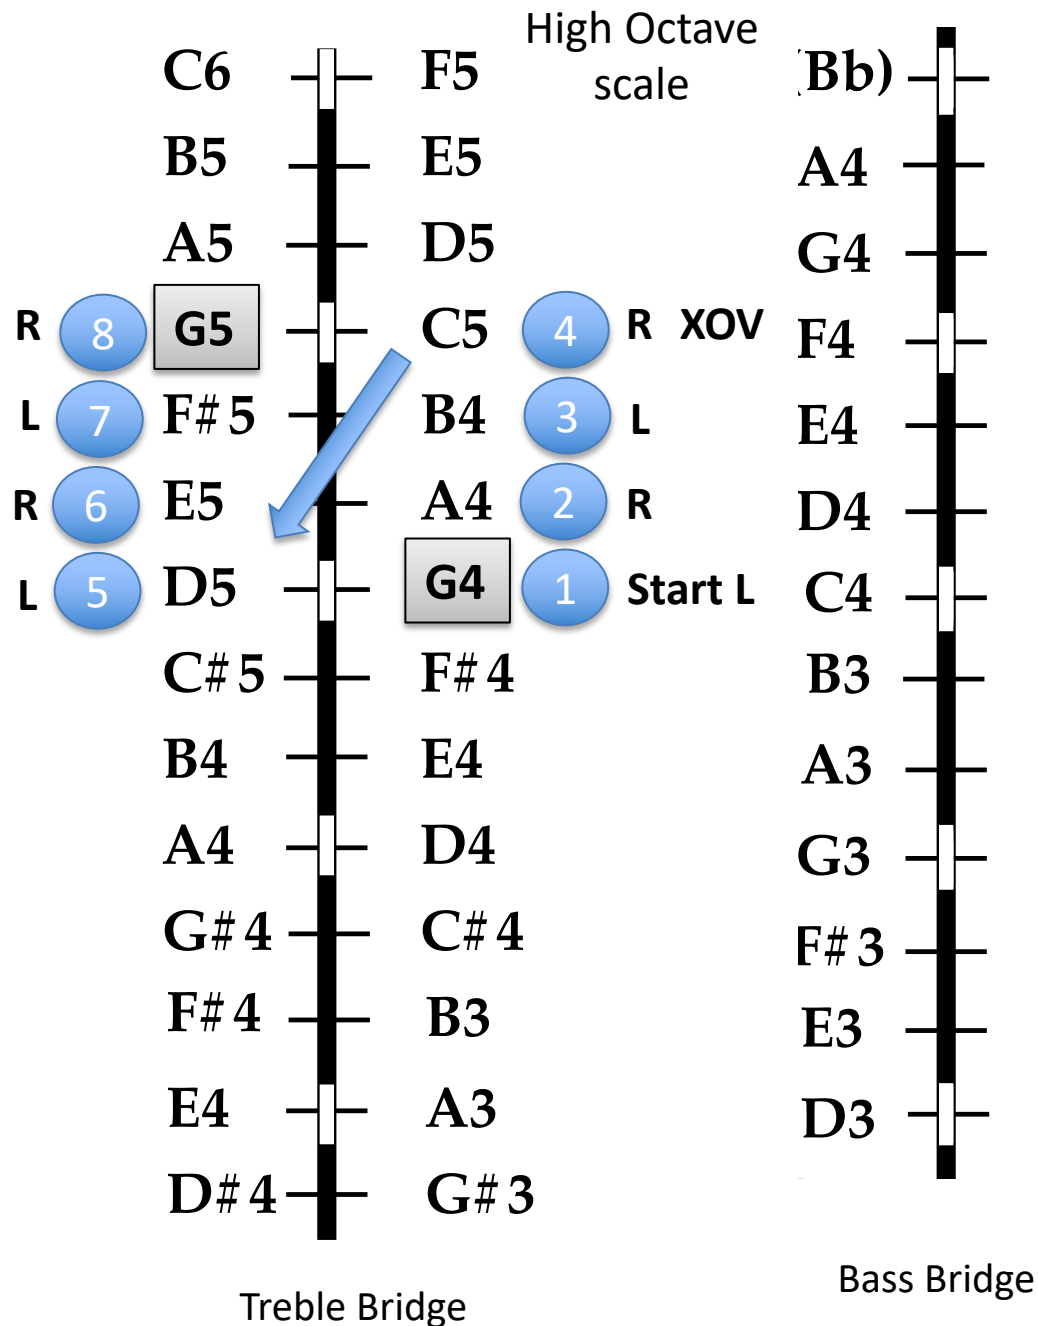 High Octave
scale
C6 F5 (Bb)
B5 E5 A4
A5 D5 G4
R 8 G5 C5 4 R XOV F4
L 7 F#5 B4 3 L E4
R 6 E5 A4 2 R D4
L 5 D5 G4 1 Start L C4
C#5 F#4 B3
B4 E4 A3
A4 D4 G3
G#4 C#4 F#3
F#4 B3 E3
E4 A3 D3
D#4 G#3
Treble Bridge
Bass Bridge